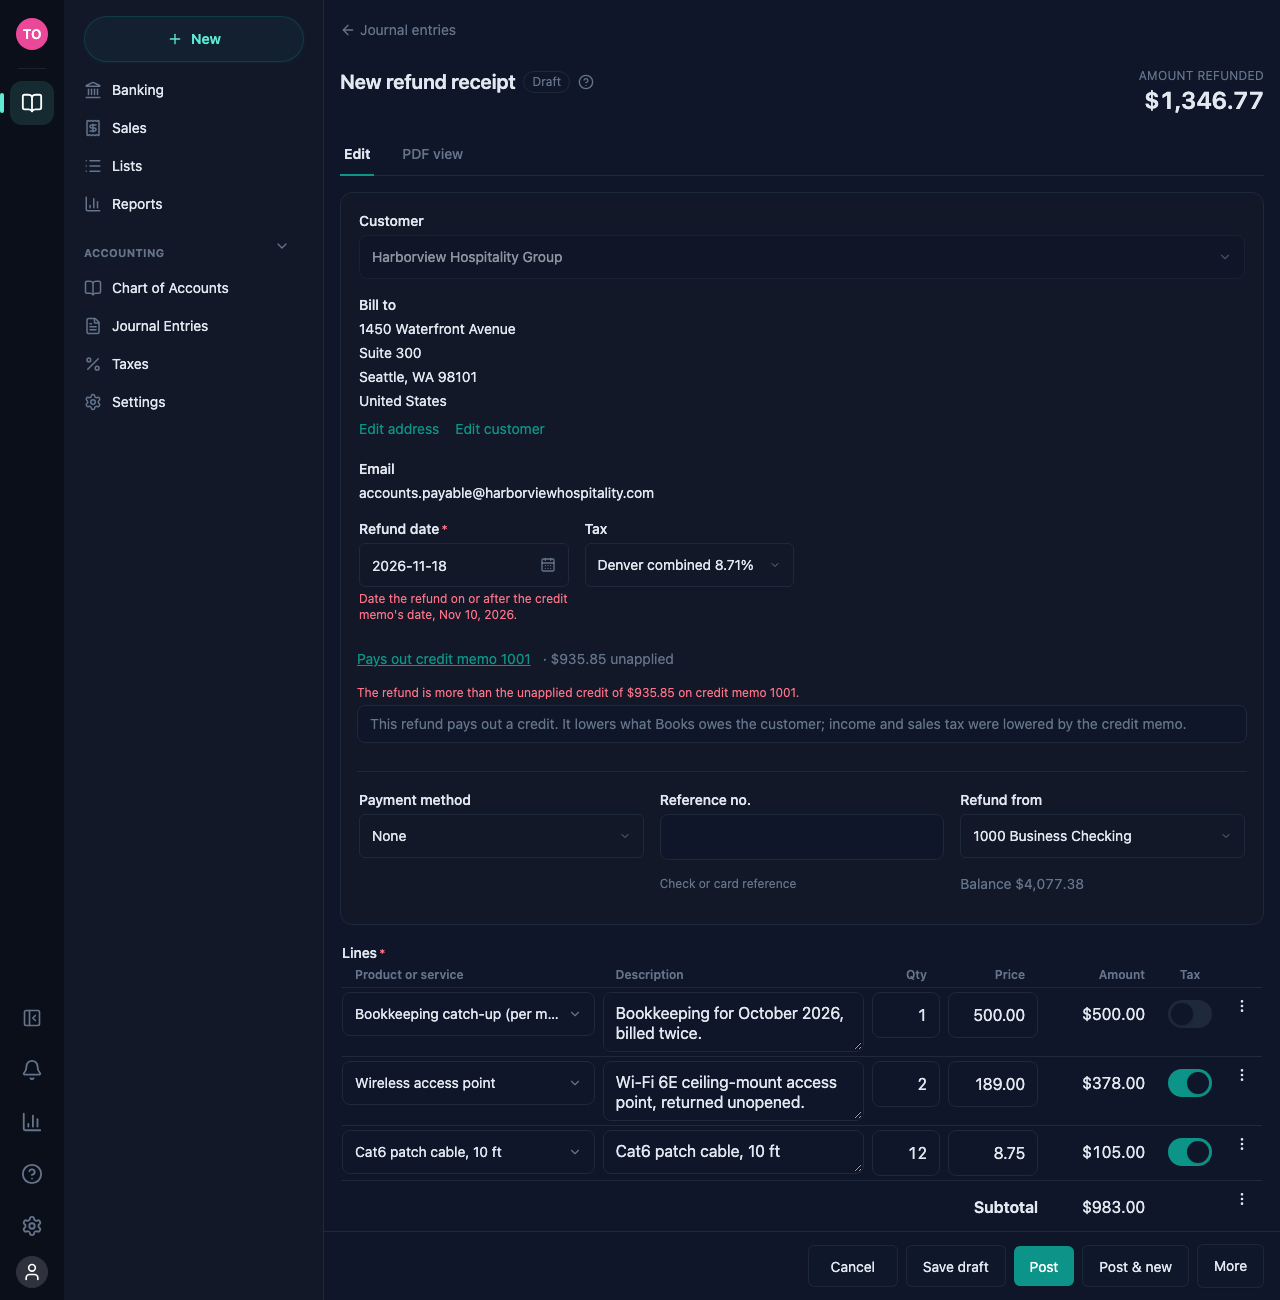 TO
New
Banking
Sales
Lists
Reports
ACCOUNTING
Chart of Accounts
Journal Entries
Taxes
Settings
Journal entries
New refund receipt
Draft
AMOUNT REFUNDED
$1,346.77
Edit
PDF view
Customer
Harborview Hospitality Group
Bill to
1450 Waterfront Avenue
Suite 300
Seattle, WA 98101
United States
Edit address
Edit customer
Email
accounts.payable@harborviewhospitality.com
Refund date*
Tax
2026-11-18
Denver combined 8.71%
Date the refund on or after the credit
memo's date, Nov 10, 2026.
Pays out credit memo 1001 · $935.85 unapplied
The refund is more than the unapplied credit of $935.85 on credit memo 1001.
This refund pays out a credit. It lowers what Books owes the customer; income and sales tax were lowered by the credit memo.
Payment method
Reference no.
Refund from
None
1000 Business Checking
Check or card reference
Balance $4,077.38
Lines*
Product or service
Description
Qty
Price
Amount
Tax
Bookkeeping catch-up (per m...
Bookkeeping for October 2026,
billed twice.
1
500.00
$500.00
Wireless access point
Wi-Fi 6E ceiling-mount access
point, returned unopened.
2
189.00
$378.00
Cat6 patch cable, 10 ft
Cat6 patch cable, 10 ft
12
8.75
$105.00
Subtotal
$983.00
Cancel
Save draft
Post
Post & new
More